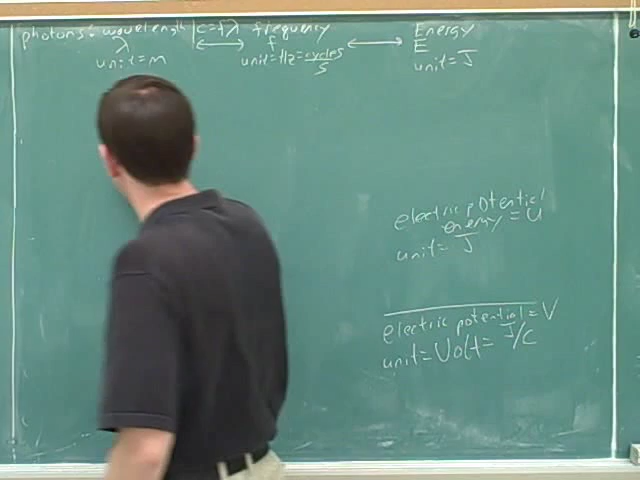 photons: wavelength c=fλ frequency Energy
λ f E
unit=m unit=Hz=cycles/s unit=J
electric potential
energy = U
unit= J
electric potential=V
unit=Volt= J/C